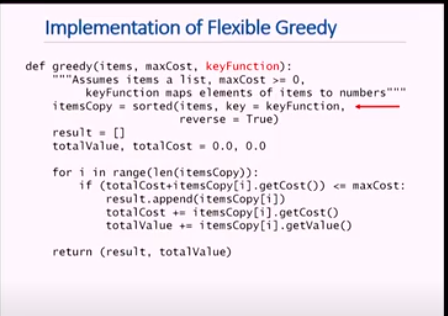 Implementation of Flexible Greedy
def greedy(items, maxCost, keyFunction):
    """Assumes items a list, maxCost >= 0,
         keyFunction maps elements of items to numbers"""
    itemsCopy = sorted(items, key = keyFunction,
                       reverse = True)
    result = []
    totalValue, totalCost = 0.0, 0.0
    for i in range(len(itemsCopy)):
        if (totalCost+itemsCopy[i].getCost()) <= maxCost:
            result.append(itemsCopy[i])
            totalCost += itemsCopy[i].getCost()
            totalValue += itemsCopy[i].getValue()
    return (result, totalValue)